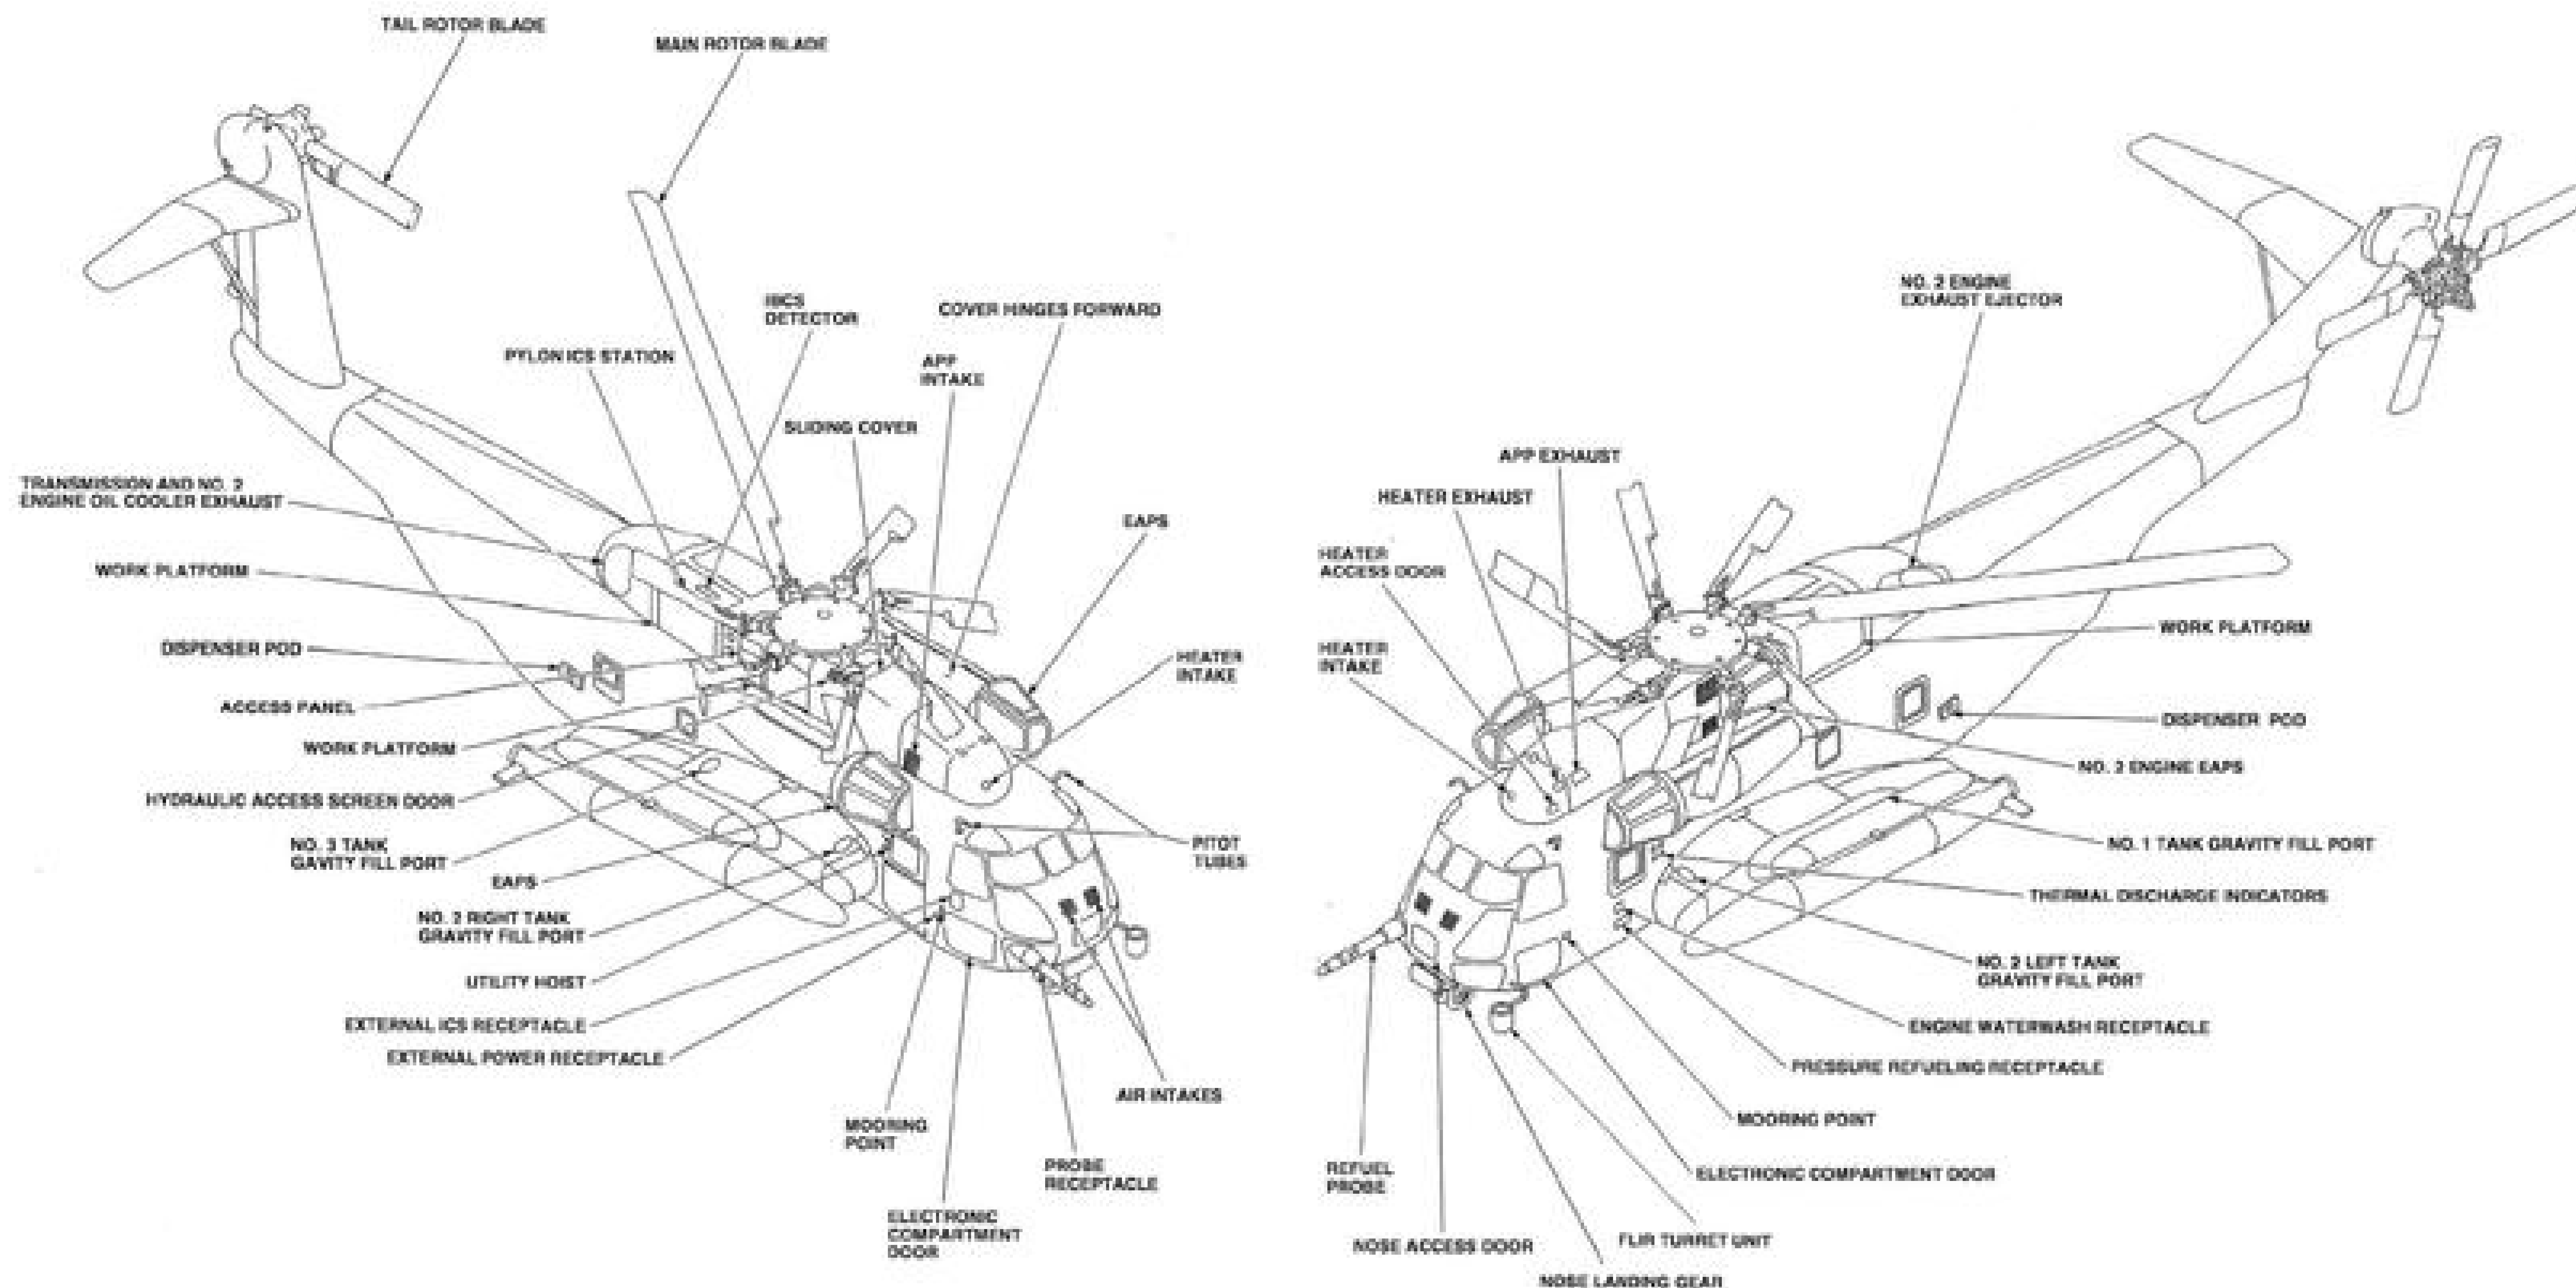 TAIL ROTOR BLADE
MAIN ROTOR BLADE
IBCS
DETECTOR
COVER HINGES FORWARD
PYLON ICS STATION
APP
INTAKE
SLIDING COVER
TRANSMISSION AND NO. 2
ENGINE OIL COOLER EXHAUST
EAPS
WORK PLATFORM
DISPENSER POD
HEATER
INTAKE
ACCESS PANEL
WORK PLATFORM
HYDRAULIC ACCESS SCREEN DOOR
NO. 3 TANK
GAVITY FILL PORT
PITOT
TUBES
EAPS
NO. 2 RIGHT TANK
GRAVITY FILL PORT
UTILITY HOIST
EXTERNAL ICS RECEPTACLE
EXTERNAL POWER RECEPTACLE
AIR INTAKES
MOORING
POINT
PROBE
RECEPTACLE
ELECTRONIC
COMPARTMENT
DOOR
NO. 2 ENGINE
EXHAUST EJECTOR
APP EXHAUST
HEATER EXHAUST
HEATER
ACCESS DOOR
HEATER
INTAKE
WORK PLATFORM
DISPENSER POD
NO. 2 ENGINE EAPS
NO. 1 TANK GRAVITY FILL PORT
THERMAL DISCHARGE INDICATORS
NO. 2 LEFT TANK
GRAVITY FILL PORT
ENGINE WATERWASH RECEPTACLE
PRESSURE REFUELING RECEPTACLE
MOORING POINT
REFUEL
PROBE
ELECTRONIC COMPARTMENT DOOR
FLIR TURRET UNIT
NOSE ACCESS DOOR
NOSE LANDING GEAR